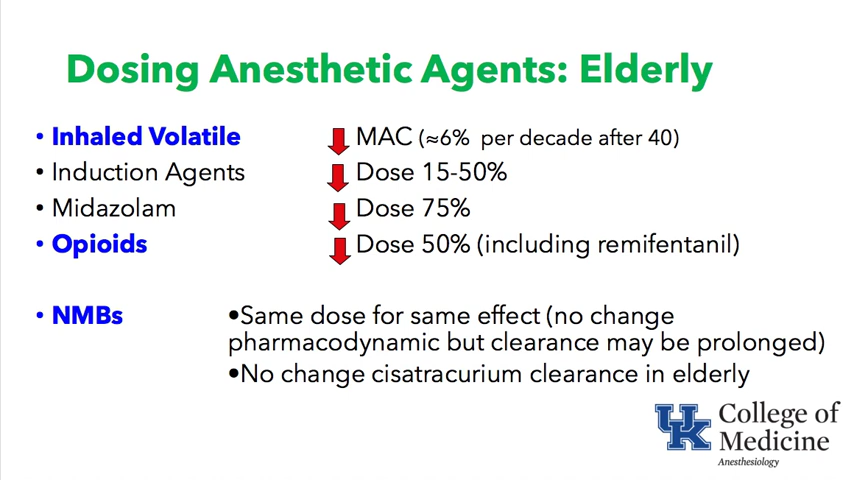 Dosing Anesthetic Agents: Elderly
• Inhaled Volatile MAC (≈6% per decade after 40)
• Induction Agents Dose 15-50%
• Midazolam Dose 75%
• Opioids Dose 50% (including remifentanil)
• NMBs •Same dose for same effect (no change
pharmacodynamic but clearance may be prolonged)
•No change cisatracurium clearance in elderly
UK College of
Medicine
Anesthesiology